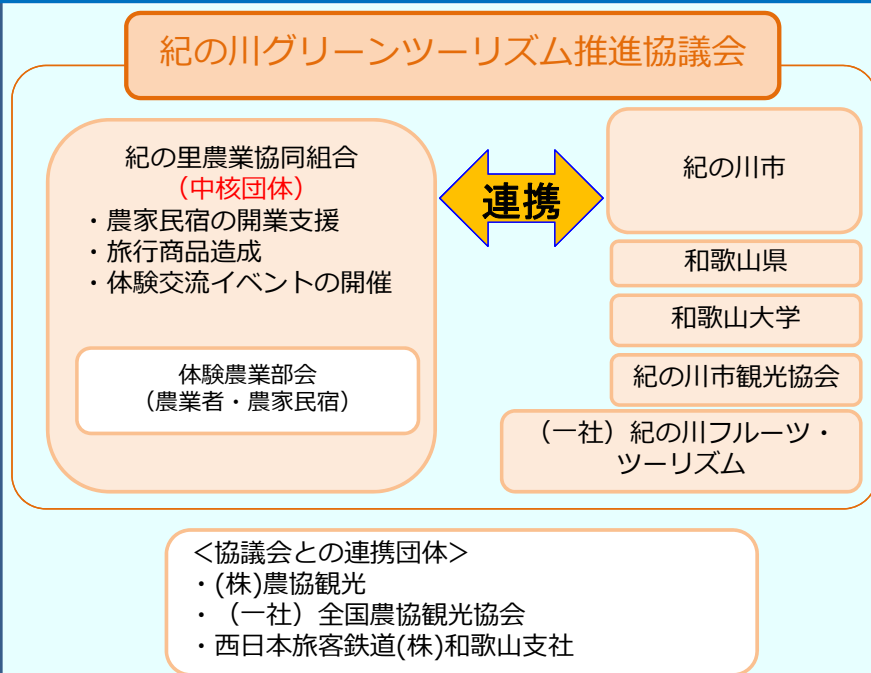 紀の川グリーンツーリズム推進協議会
紀の里農業協同組合
（中核団体）
・農家民宿の開業支援
・旅行商品造成
・体験交流イベントの開催
体験農業部会
（農業者・農家民宿）
連携
紀の川市
和歌山県
和歌山大学
紀の川市観光協会
（一社）紀の川フルーツ・
ツーリズム
＜協議会との連携団体＞
・(株)農協観光
・（一社）全国農協観光協会
・西日本旅客鉄道(株)和歌山支社